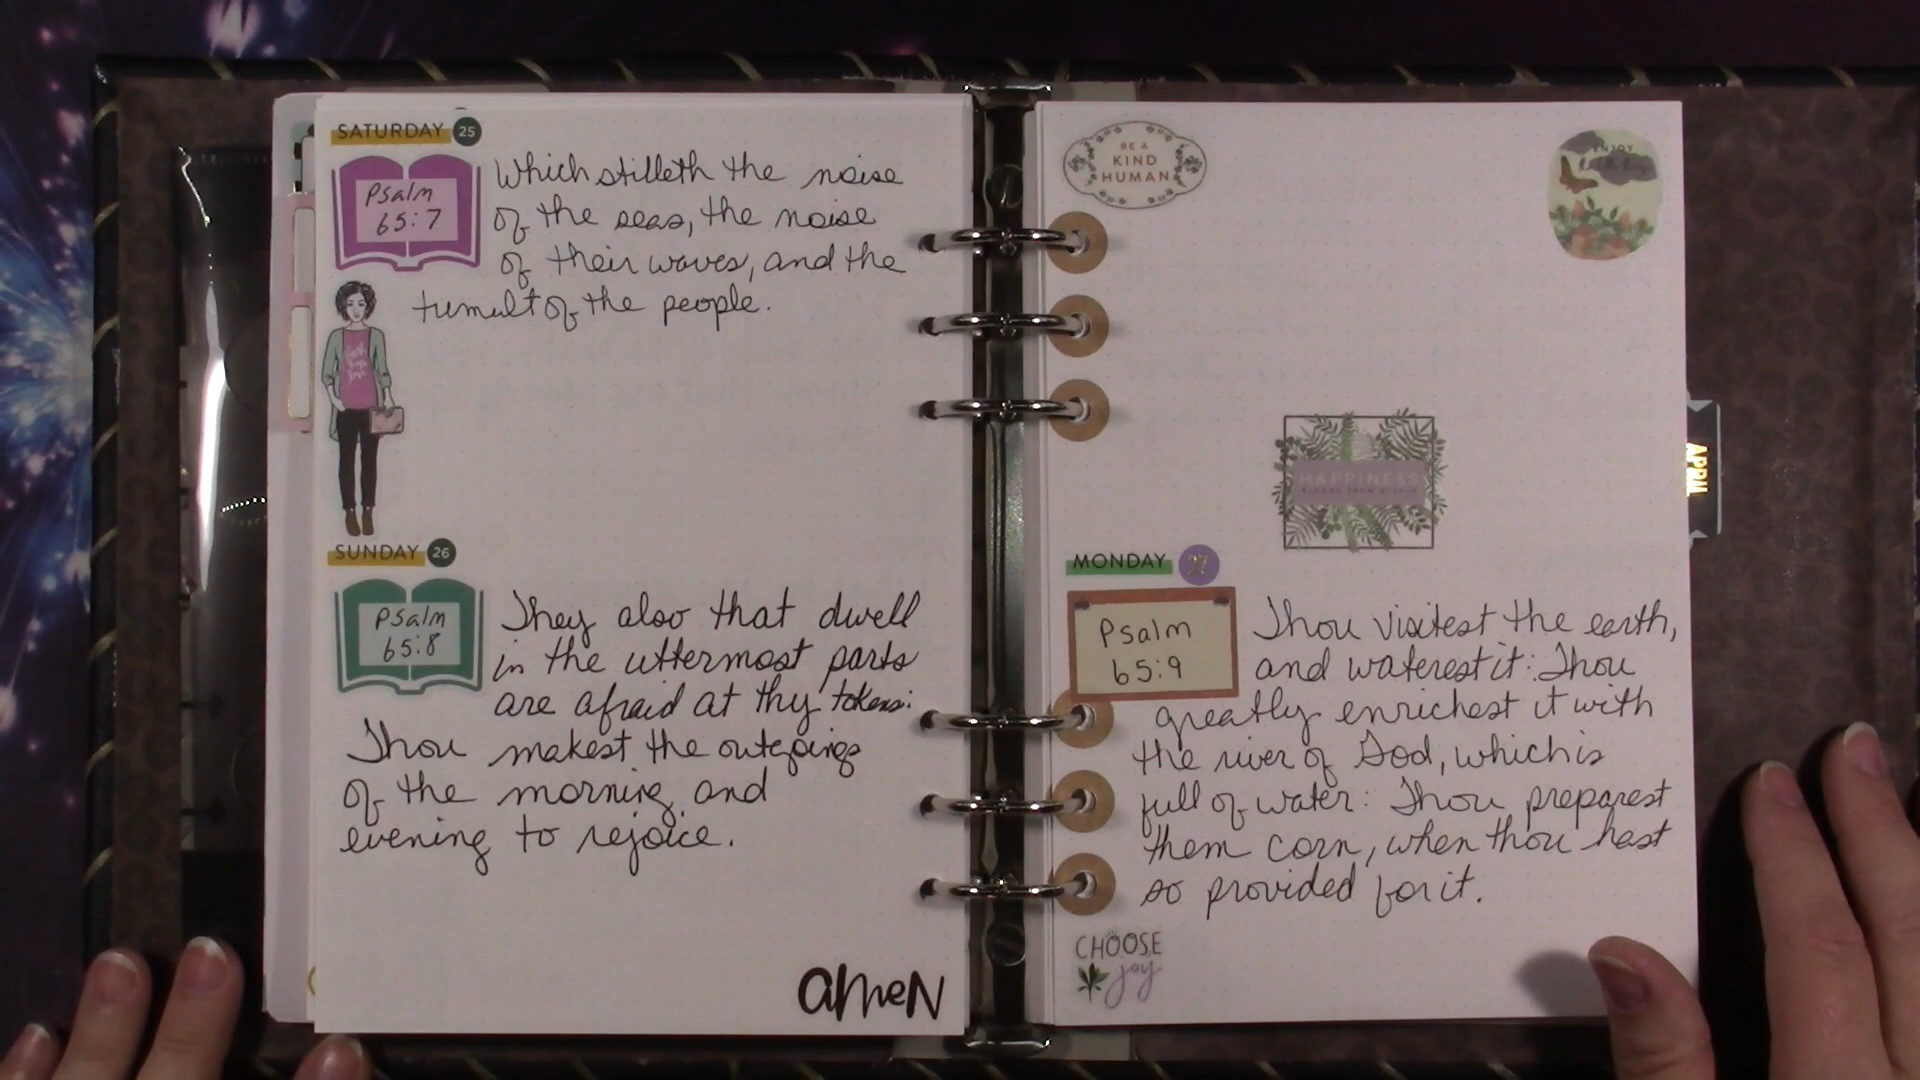 SATURDAY 25
Psalm
65:7
Which stilleth the noise
of the seas, the noise
of their waves, and the
tumult of the people.
SUNDAY 26
Psalm
65:8
They also that dwell
in the uttermost parts
are afraid at thy tokens:
Thou makest the outgoings
of the morning and
evening to rejoice.
amen
BE A
KIND
HUMAN
ENJOY
HAPPINESS
MONDAY 27
Psalm
65:9
Thou visitest the earth,
and waterest it: Thou
greatly enrichest it with
the river of God, which is
full of water: Thou preparest
them corn, when thou hast
so provided for it.
CHOOSE
joy
APRIL